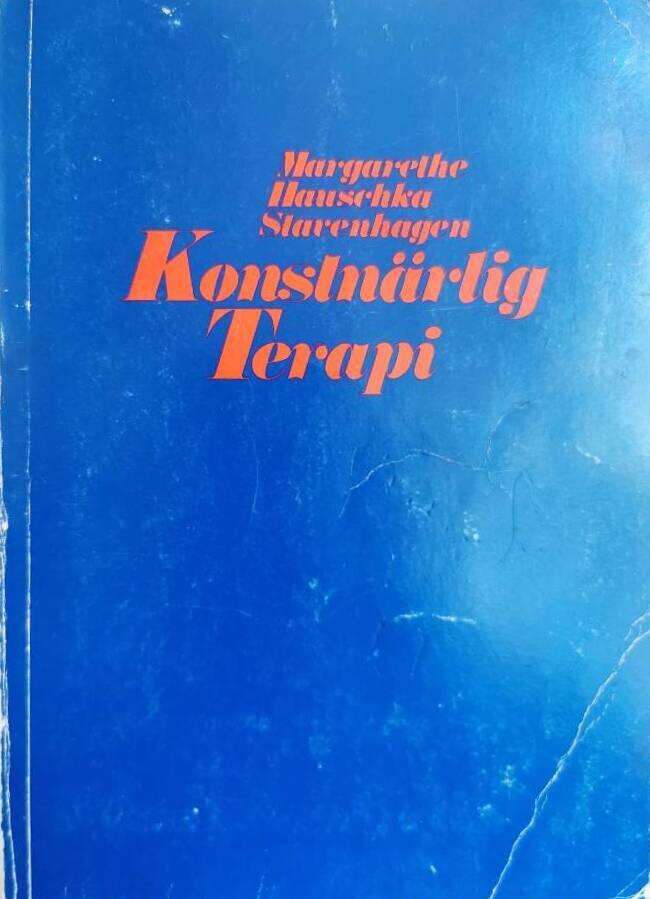 Margarethe
Hauschka
Stavenhagen
Konstnärlig
Terapi